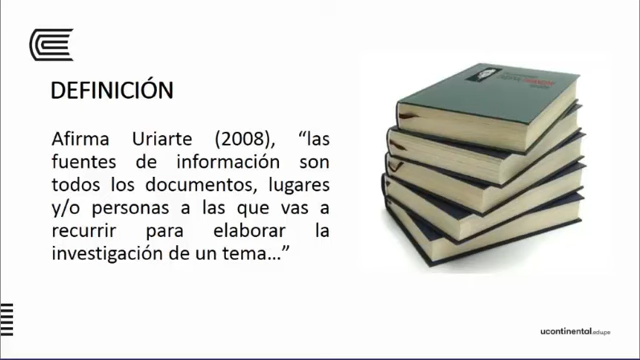 DEFINICIÓN
Afirma Uriarte (2008), “las
fuentes de información son
todos los documentos, lugares
y/o personas a las que vas a
recurrir para elaborar la
investigación de un tema...”
ucontinental.edu.pe